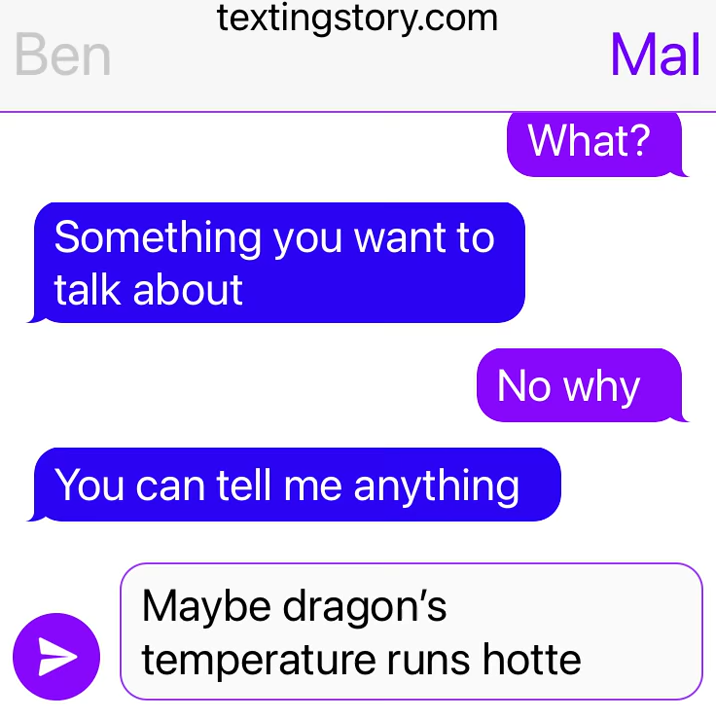 textingstory.com
Ben
Mal
What?
Something you want to
talk about
No why
You can tell me anything
Maybe dragon’s
temperature runs hotte